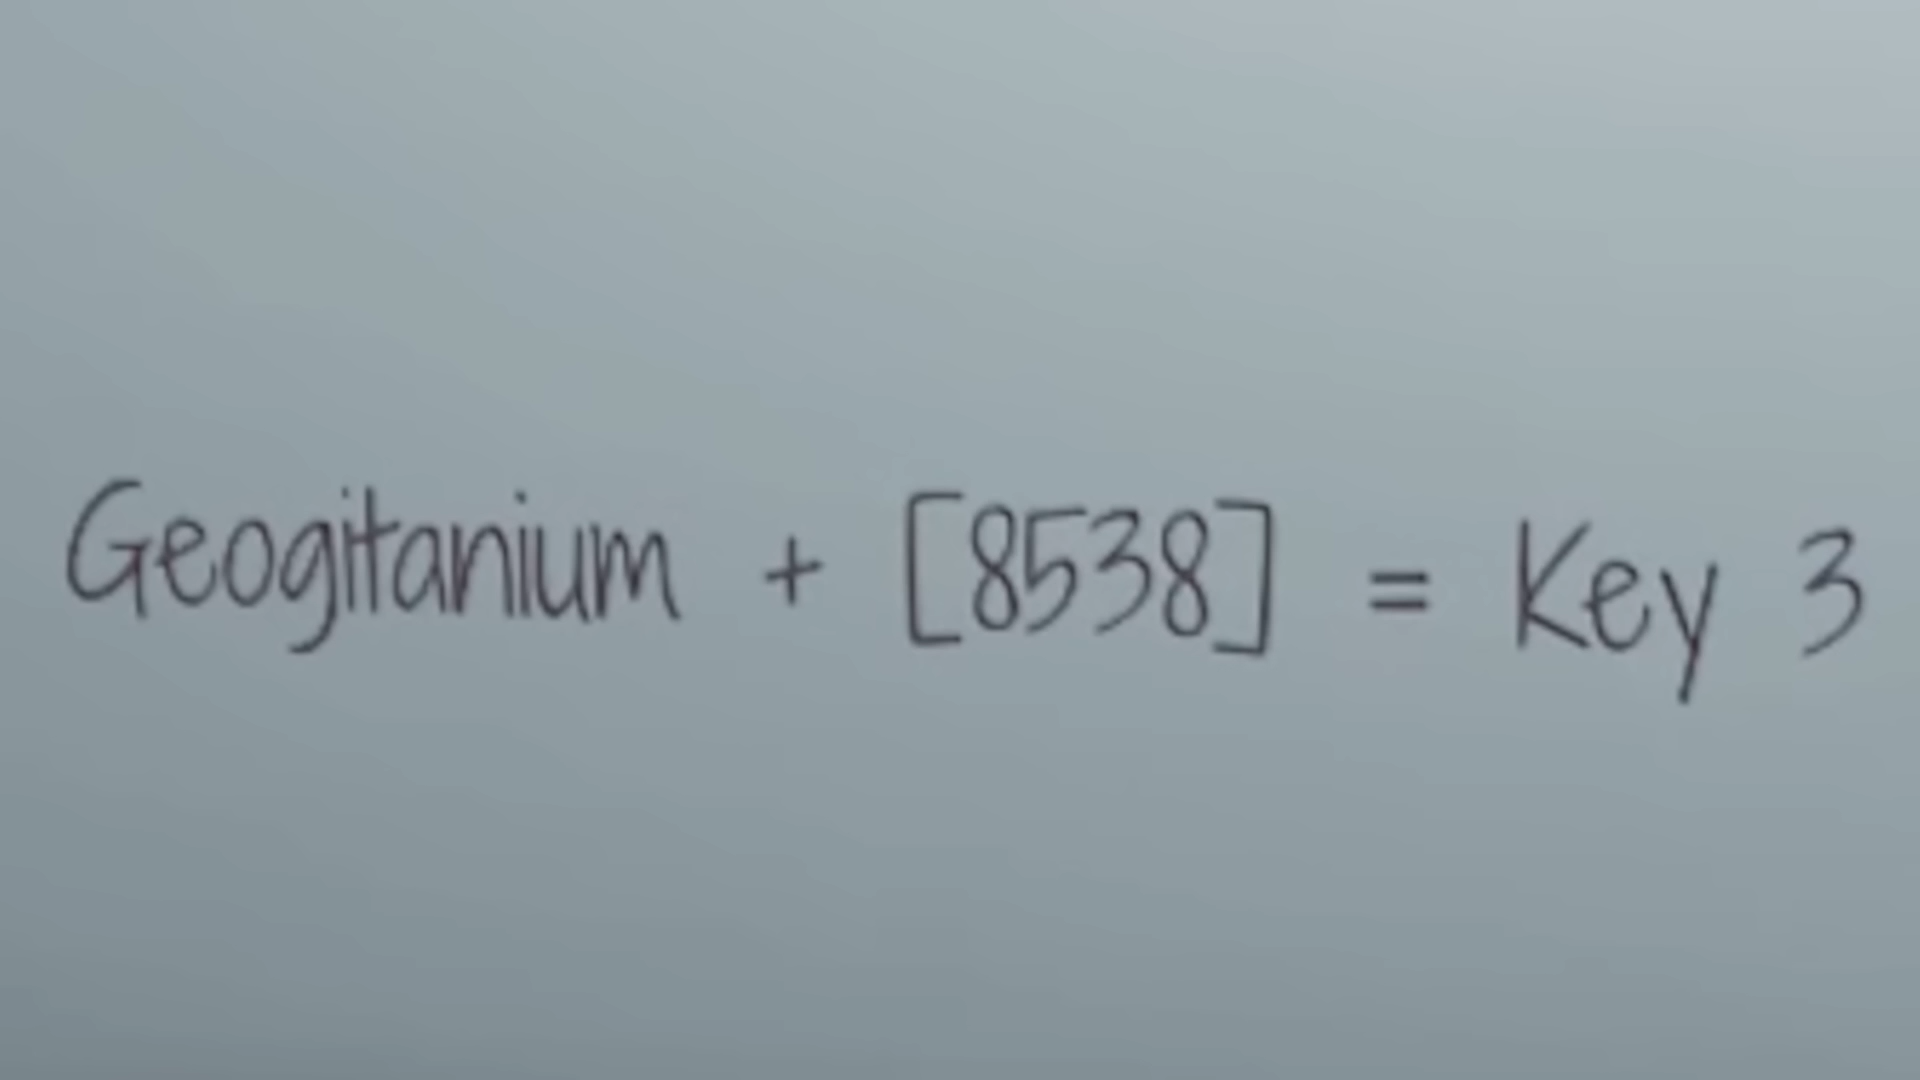 Geogitanium + [8538] = Key 3